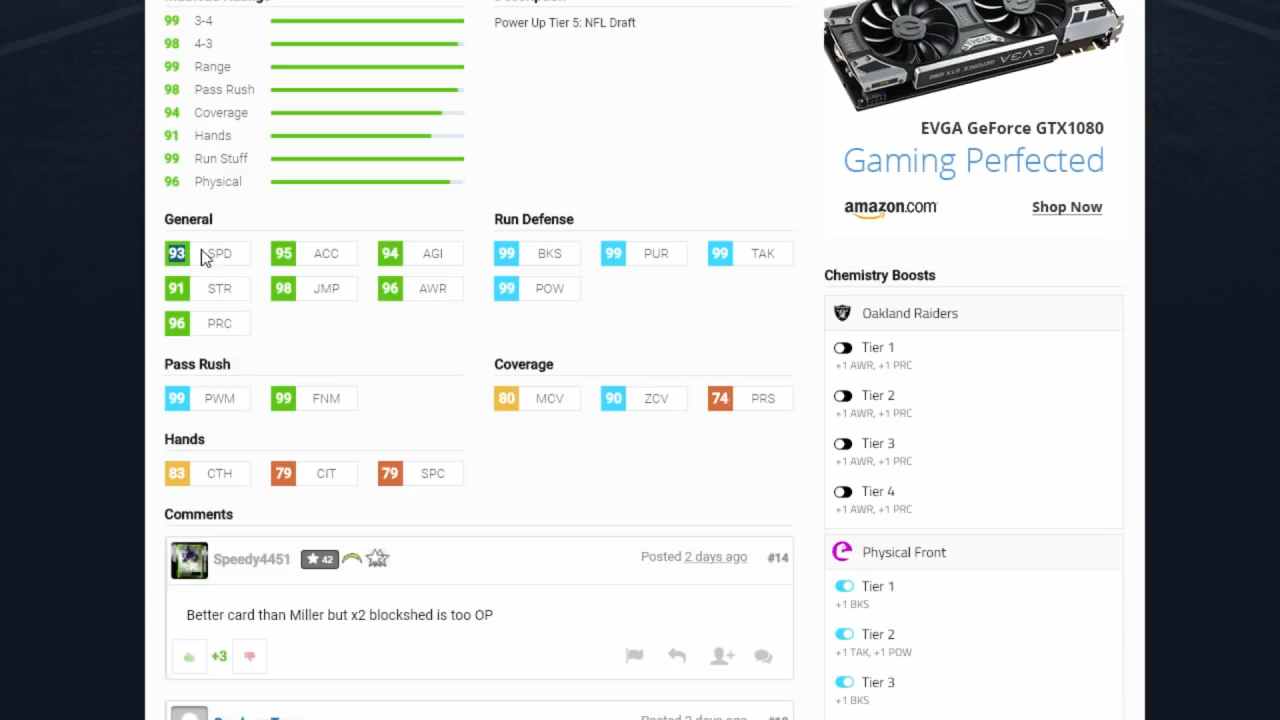 99 3-4
98 4-3
99 Range
98 Pass Rush
94 Coverage
91 Hands
99 Run Stuff
96 Physical
Power Up Tier 5: NFL Draft
General
93 SPD 95 ACC 94 AGI
91 STR 98 JMP 96 AWR
96 PRC
Run Defense
99 BKS 99 PUR 99 TAK
99 POW
Pass Rush
99 PWM 99 FNM
Coverage
80 MCV 90 ZCV 74 PRS
Hands
83 CTH 79 CIT 79 SPC
Comments
Speedy4451 42 Posted 2 days ago #14
Better card than Miller but x2 blockshed is too OP
+3
EVGA GEFORCE GTX 1080
EVGA
EVGA GeForce GTX1080
Gaming Perfected
amazon.com Shop Now
Chemistry Boosts
Oakland Raiders
Tier 1
+1 AWR, +1 PRC
Tier 2
+1 AWR, +1 PRC
Tier 3
+1 AWR, +1 PRC
Tier 4
+1 AWR, +1 PRC
Physical Front
Tier 1
+1 BKS
Tier 2
+1 TAK, +1 POW
Tier 3
+1 BKS